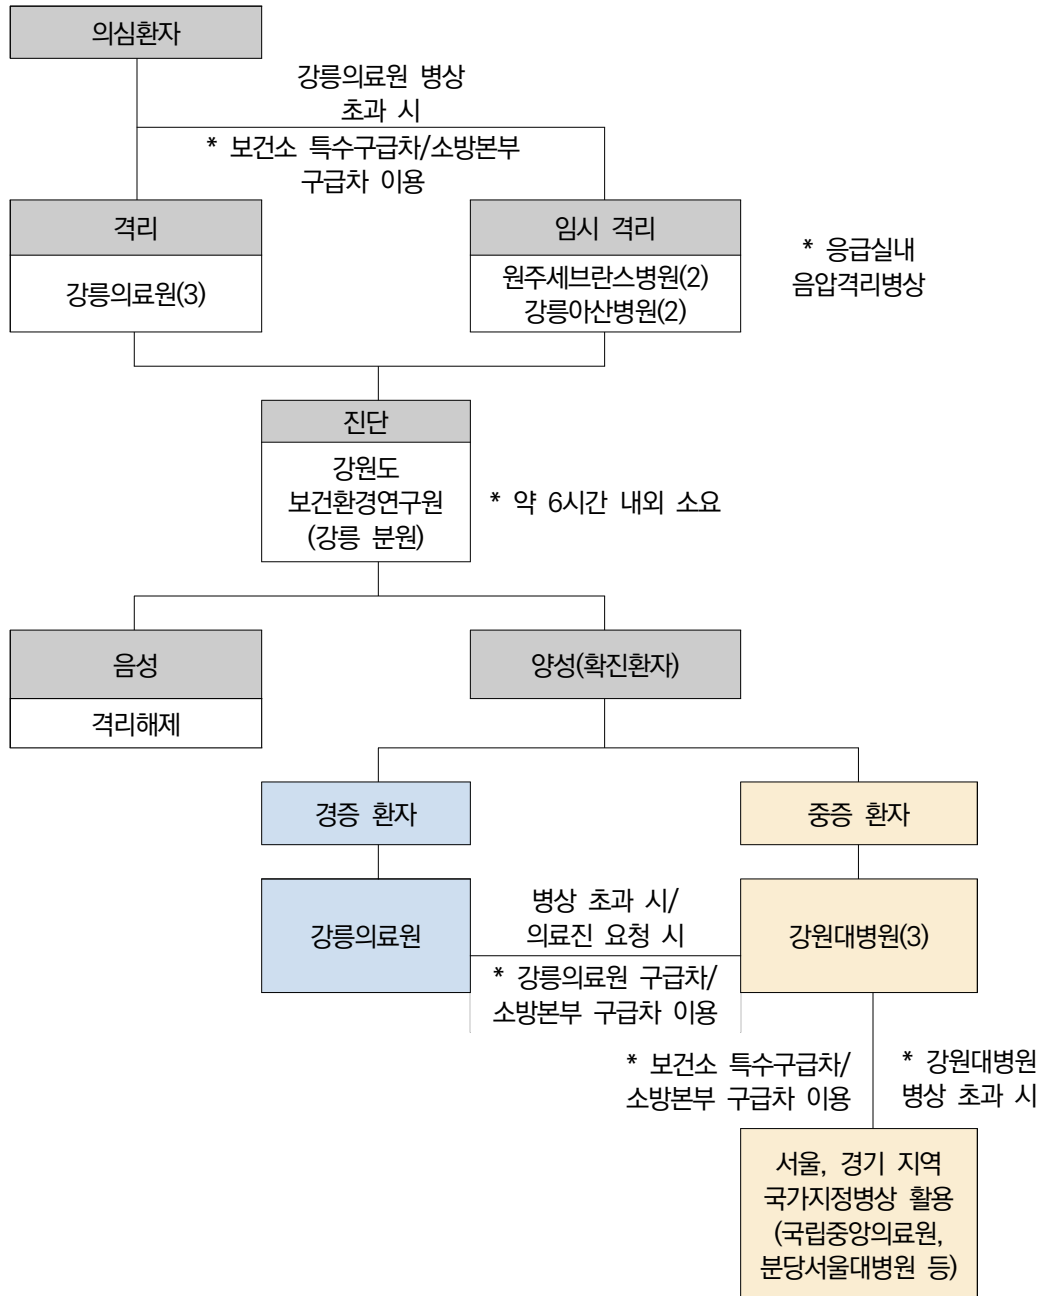 의심환자
강릉의료원 병상
초과 시
* 보건소 특수구급차/소방본부
구급차 이용
격리
강릉의료원(3)
임시 격리
원주세브란스병원(2)
강릉아산병원(2)
* 응급실내
음압격리병상
진단
강원도
보건환경연구원
(강릉 분원)
* 약 6시간 내외 소요
음성
격리해제
양성(확진환자)
경증 환자
중증 환자
강릉의료원
병상 초과 시/
의료진 요청 시
* 강릉의료원 구급차/
소방본부 구급차 이용
강원대병원(3)
* 보건소 특수구급차/
소방본부 구급차 이용
* 강원대병원
병상 초과 시
서울, 경기 지역
국가지정병상 활용
(국립중앙의료원,
분당서울대병원 등)